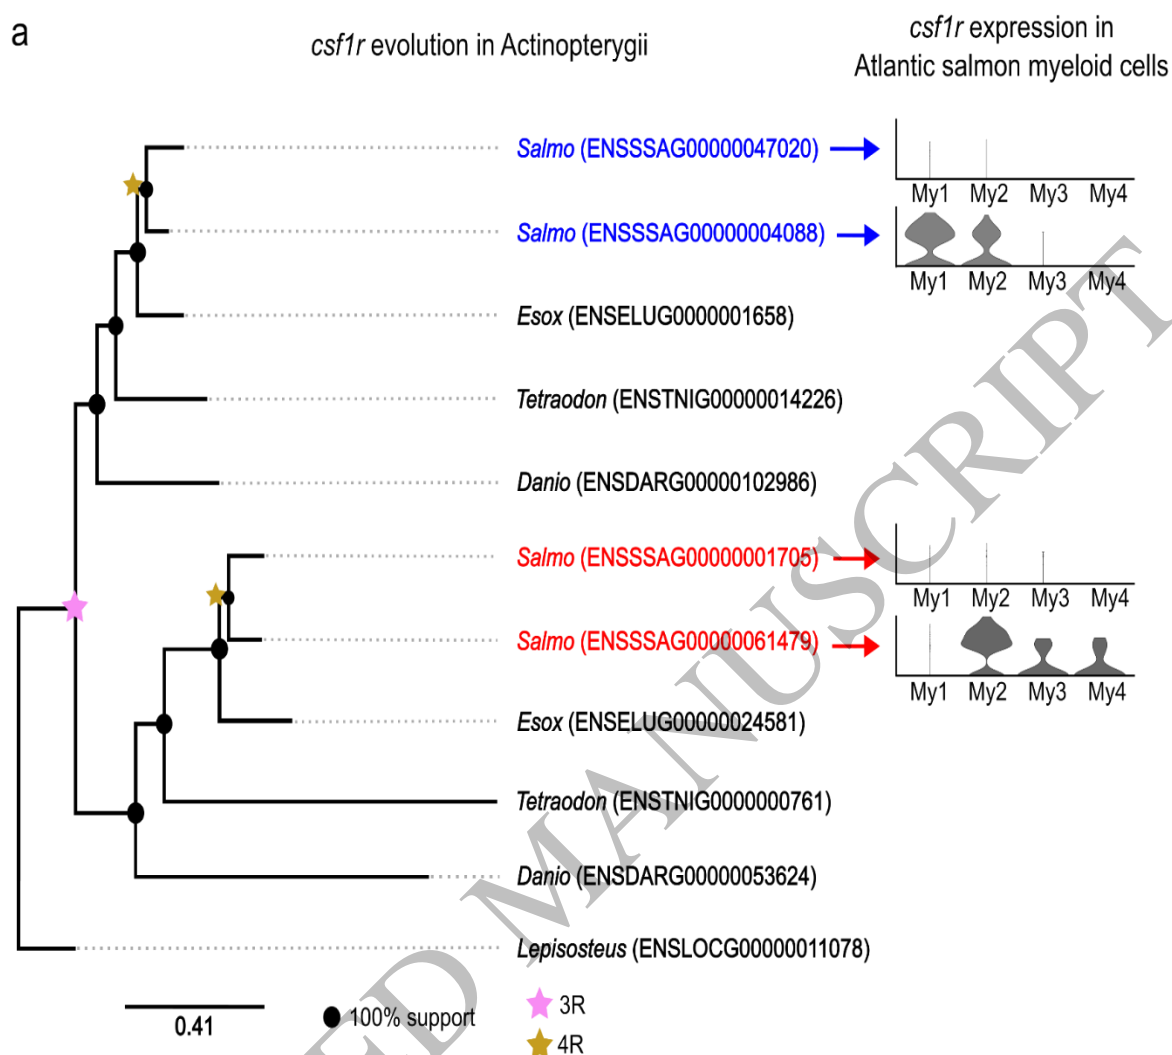 a
csf1r evolution in Actinopterygii
csf1r expression in
Atlantic salmon myeloid cells
Salmo (ENSSSAG00000047020)
My1 My2 My3 My4
Salmo (ENSSSAG00000004088)
My1 My2 My3 My4
Esox (ENSELUG0000001658)
Tetraodon (ENSTNIG00000014226)
Danio (ENSDARG00000102986)
Salmo (ENSSSAG00000001705)
My1 My2 My3 My4
Salmo (ENSSSAG00000061479)
My1 My2 My3 My4
Esox (ENSELUG00000024581)
Tetraodon (ENSTNIG0000000761)
Danio (ENSDARG00000053624)
Lepisosteus (ENSLOCG00000011078)
0.41
100% support
3R
4R
ED MANUSCRIPT